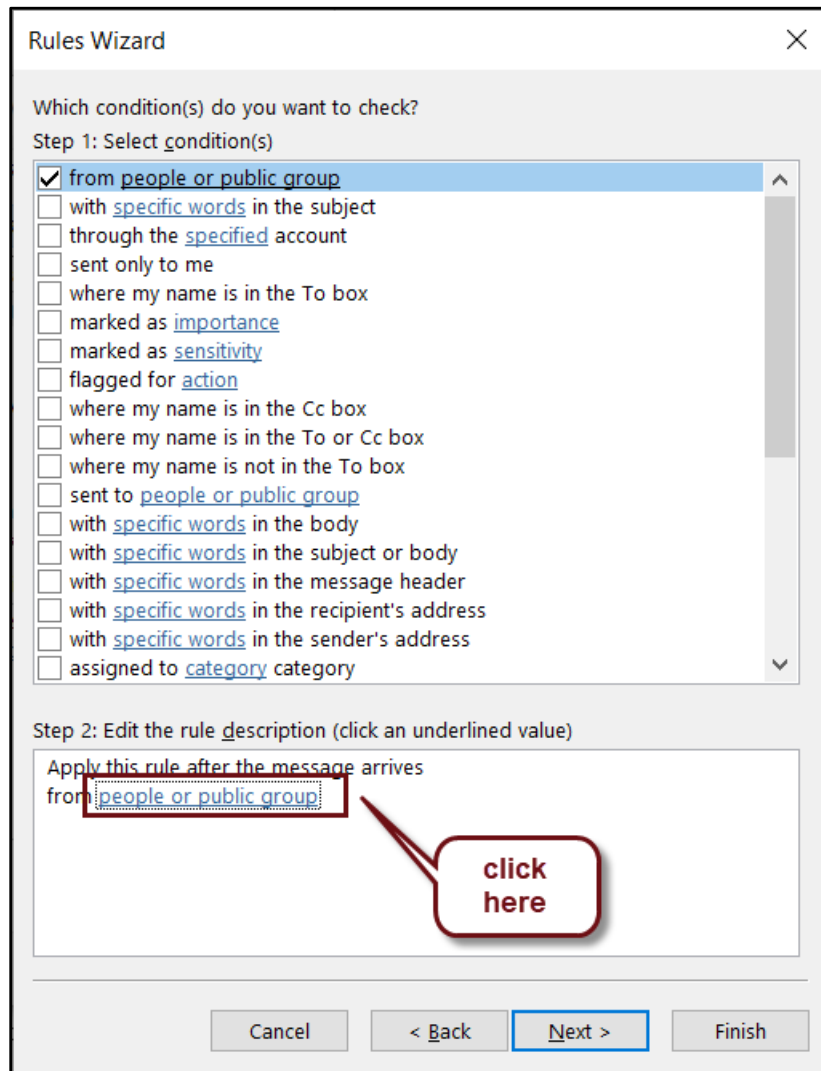 Rules Wizard
Which condition(s) do you want to check?
Step 1: Select condition(s)
from people or public group
with specific words in the subject
through the specified account
sent only to me
where my name is in the To box
marked as importance
marked as sensitivity
flagged for action
where my name is in the Cc box
where my name is in the To or Cc box
where my name is not in the To box
sent to people or public group
with specific words in the body
with specific words in the subject or body
with specific words in the message header
with specific words in the recipient's address
with specific words in the sender's address
assigned to category category
Step 2: Edit the rule description (click an underlined value)
Apply this rule after the message arrives
from people or public group
click
here
Cancel
< Back
Next >
Finish